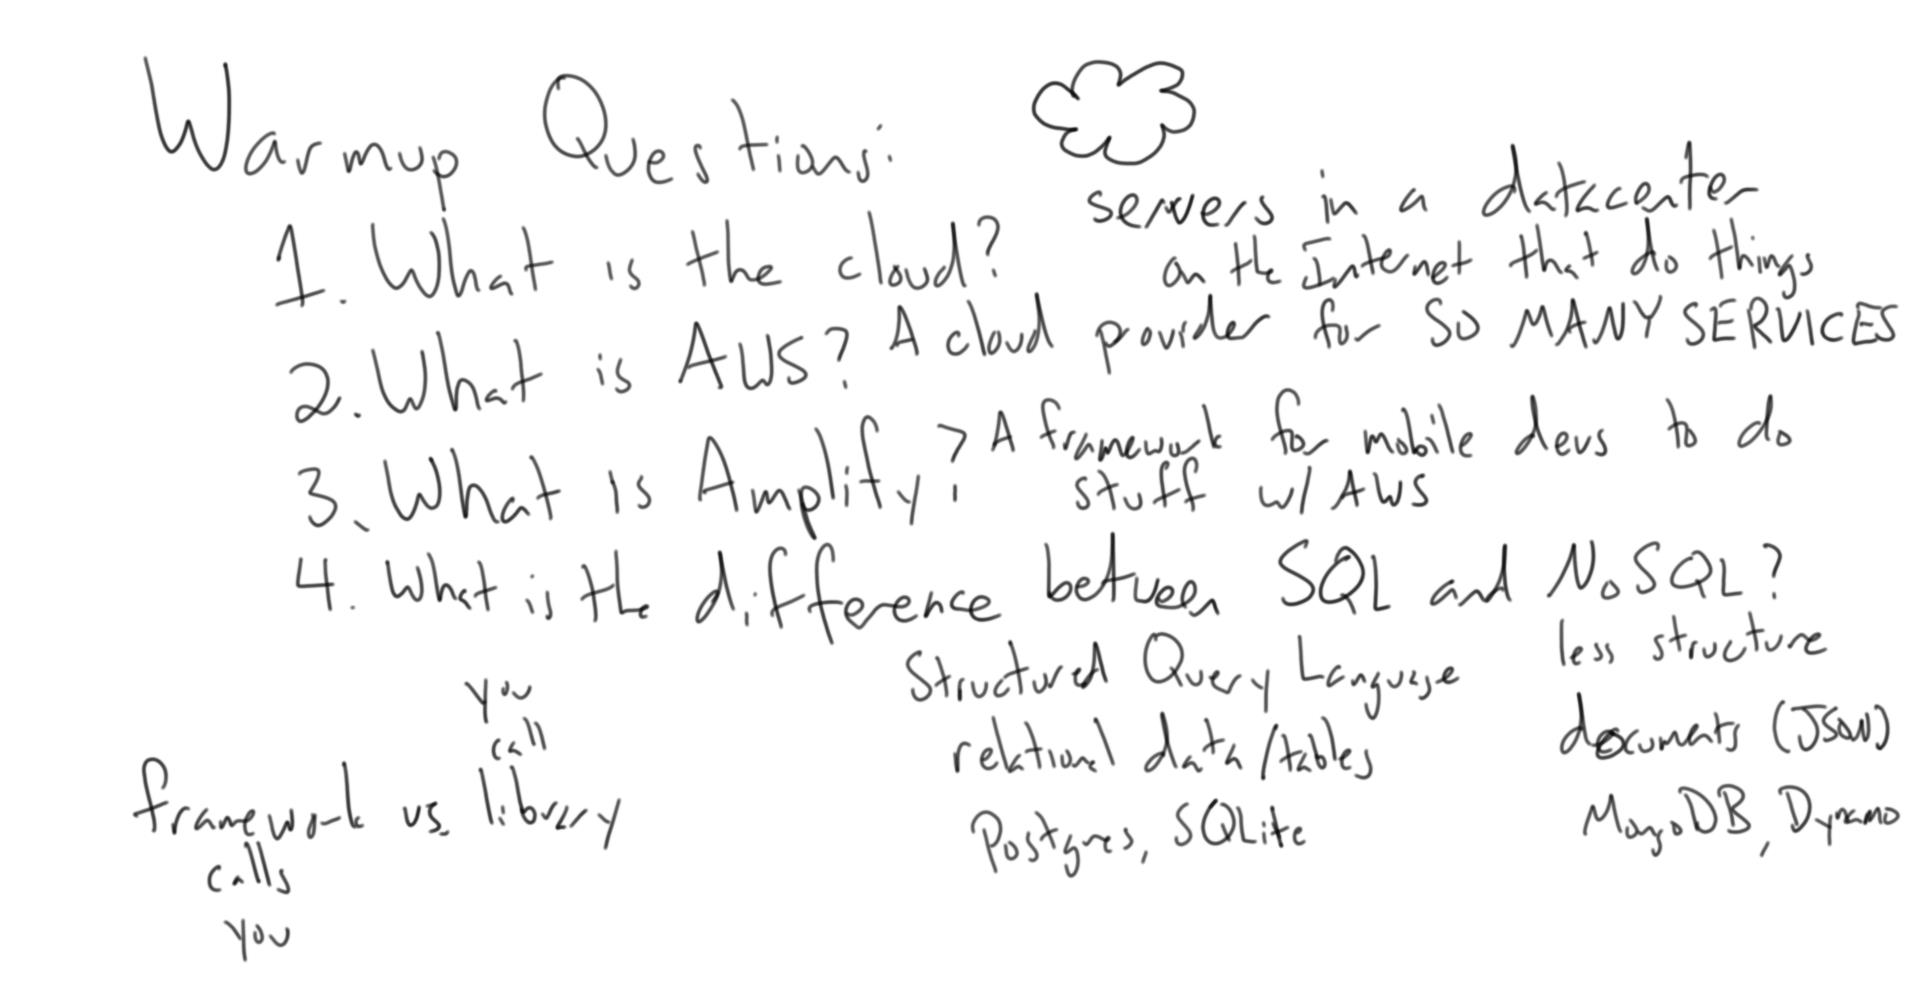 Warmup Questions:
1. What is the cloud? servers in a datacenter
on the Internet that do things
2. What is AWS? A cloud provider for SO MANY SERVICES
3. What is Amplify? A framework for mobile devs to do
stuff w/ AWS
4. What is the difference between SQL and NoSQL?
Structured Query Language
relational data/tables
Postgres, SQLite
less structure
documents (JSON)
MongoDB, Dynamo
you
call
framework vs. library
calls
you